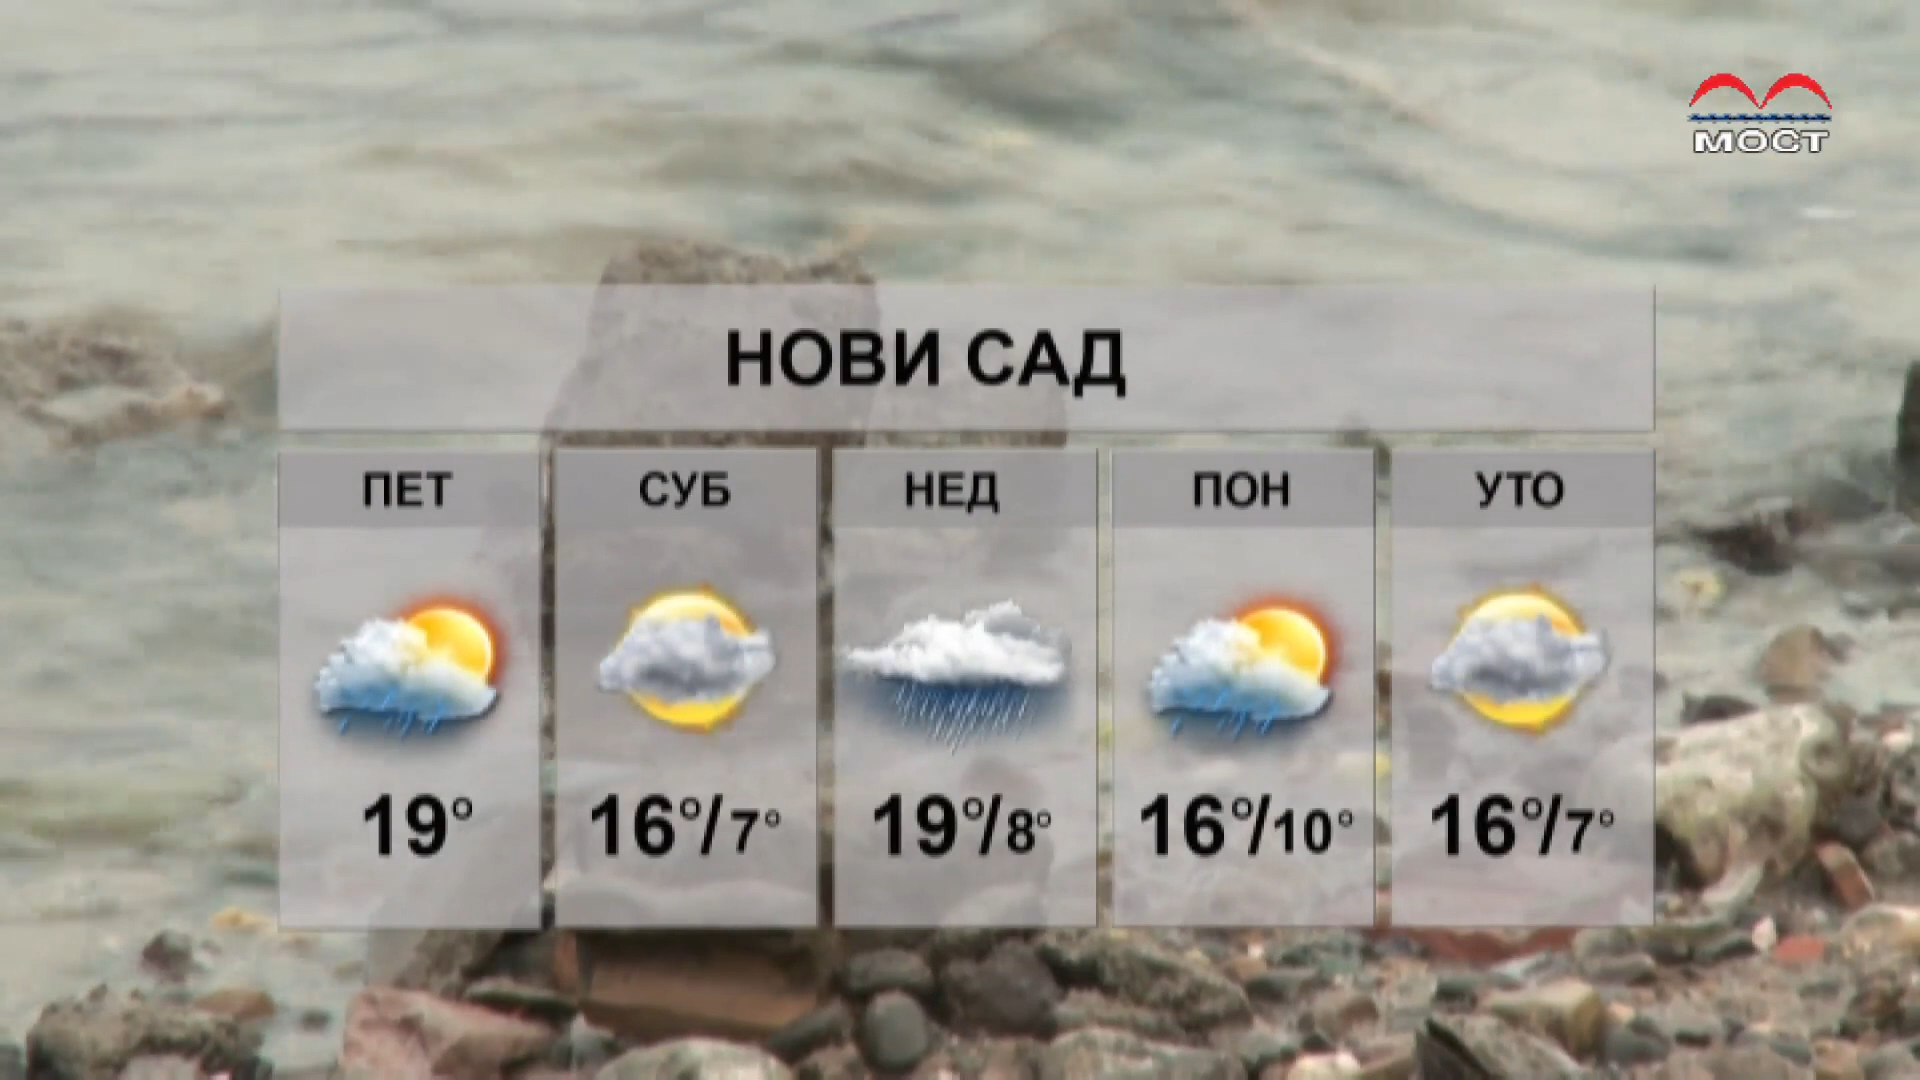 МОСТ
НОВИ САД
ПЕТ СУБ НЕД ПОН УТО
19° 16°/7° 19°/8° 16°/10° 16°/7°